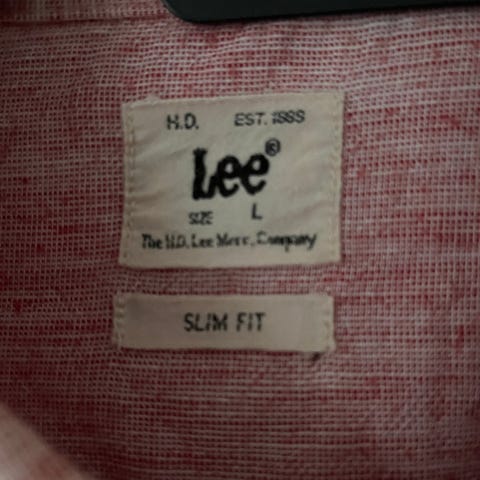 H.D. EST. 1889
Lee®
SIZE L
The H.D. Lee Merc. Company
SLIM FIT